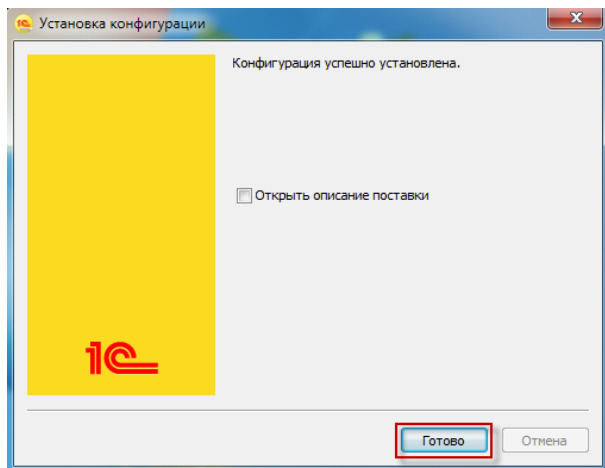 Установка конфигурации
Конфигурация успешно установлена.
Открыть описание поставки
1С
Готово
Отмена